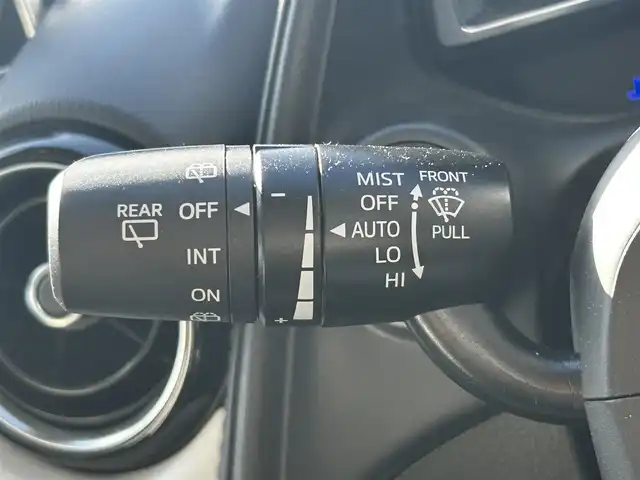 REAR
OFF
INT
ON
-
+
MIST
OFF
AUTO
LO
HI
FRONT
PULL